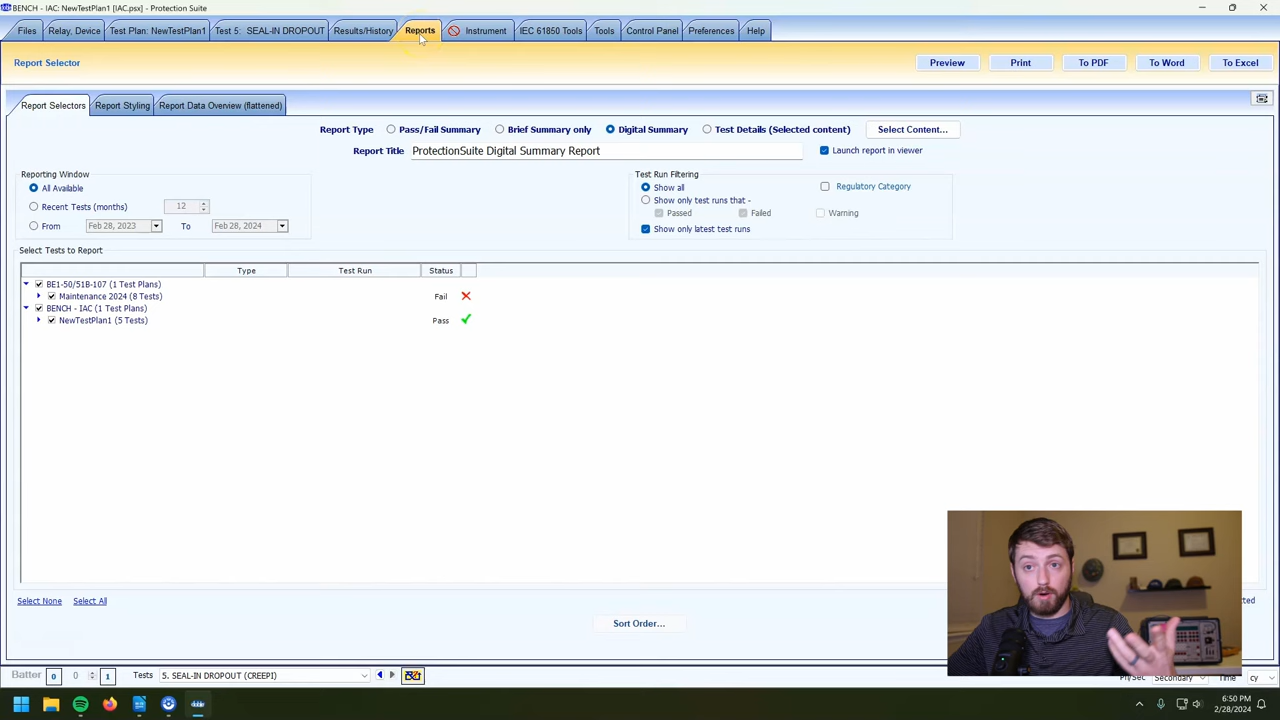 BENCH - IAC: NewTestPlan1 [IAC.psx] - Protection Suite
Files Relay, Device Test Plan: NewTestPlan1 Test 5: SEAL-IN DROPOUT Results/History Reports Instrument IEC 61850 Tools Tools Control Panel Preferences Help
Report Selector Preview Print To PDF To Word To Excel
Report Selectors Report Styling Report Data Overview (flattened)
Report Type Pass/Fail Summary Brief Summary only Digital Summary Test Details (Selected content) Select Content...
Report Title ProtectionSuite Digital Summary Report Launch report in viewer
Reporting Window Test Run Filtering
All Available Show all Regulatory Category
Recent Tests (months) 12 Show only test runs that -
Passed Failed Warning
From Feb 28, 2023 To Feb 28, 2024
Show only latest test runs
Select Tests to Report
Type Test Run Status
BE1-50/51B-107 (1 Test Plans)
Maintenance 2024 (8 Tests) Fail
BENCH - IAC (1 Test Plans)
NewTestPlan1 (5 Tests) Pass
Select None Select All
Sort Order...
Batter 0 0 1 Tests 5. SEAL-IN DROPOUT (CREEPI) Secondary Time cy
6:50 PM
2/28/2024